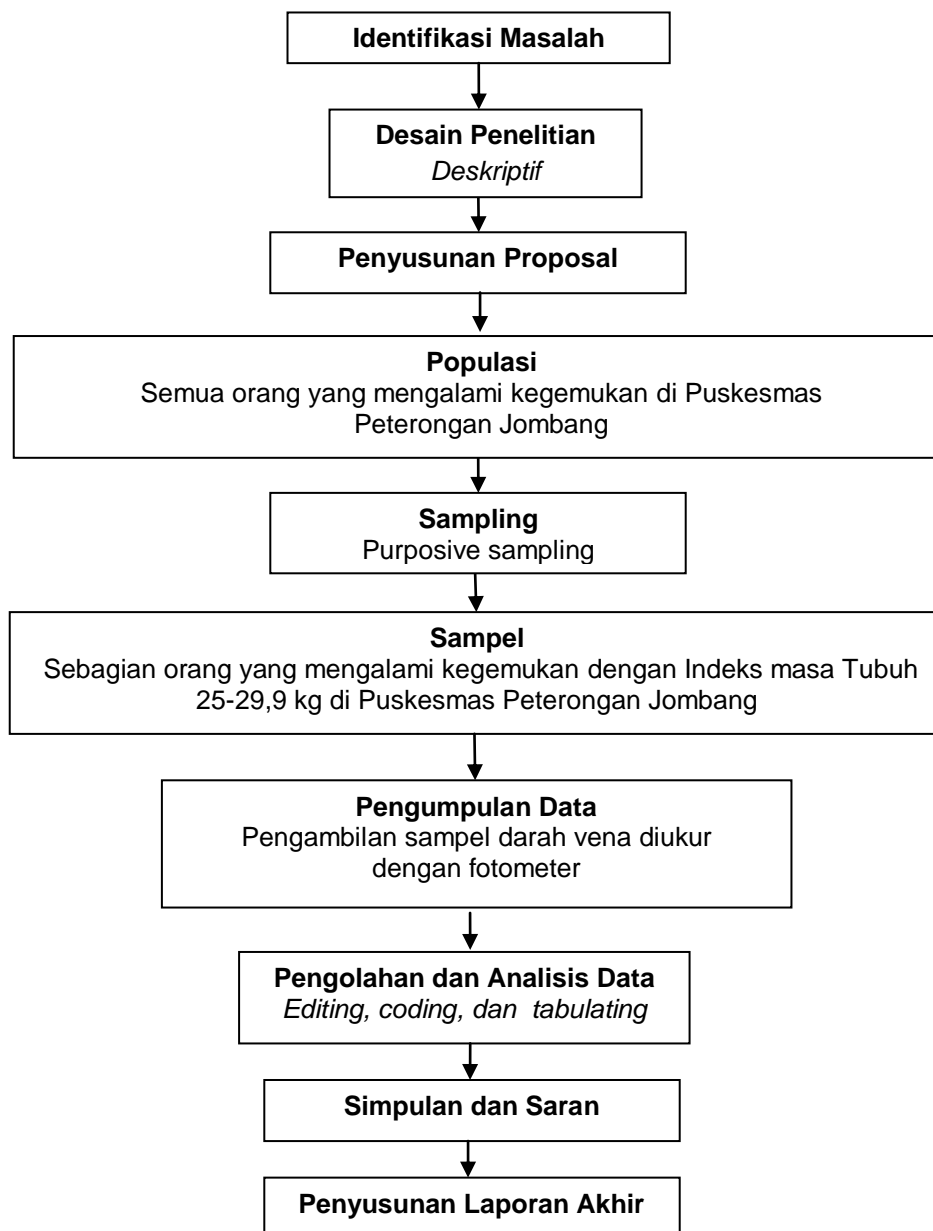 Identifikasi Masalah
Desain Penelitian
Deskriptif
Penyusunan Proposal
Populasi
Semua orang yang mengalami kegemukan di Puskesmas
Peterongan Jombang
Sampling
Purposive sampling
Sampel
Sebagian orang yang mengalami kegemukan dengan Indeks masa Tubuh
25-29,9 kg di Puskesmas Peterongan Jombang
Pengumpulan Data
Pengambilan sampel darah vena diukur
dengan fotometer
Pengolahan dan Analisis Data
Editing, coding, dan tabulating
Simpulan dan Saran
Penyusunan Laporan Akhir